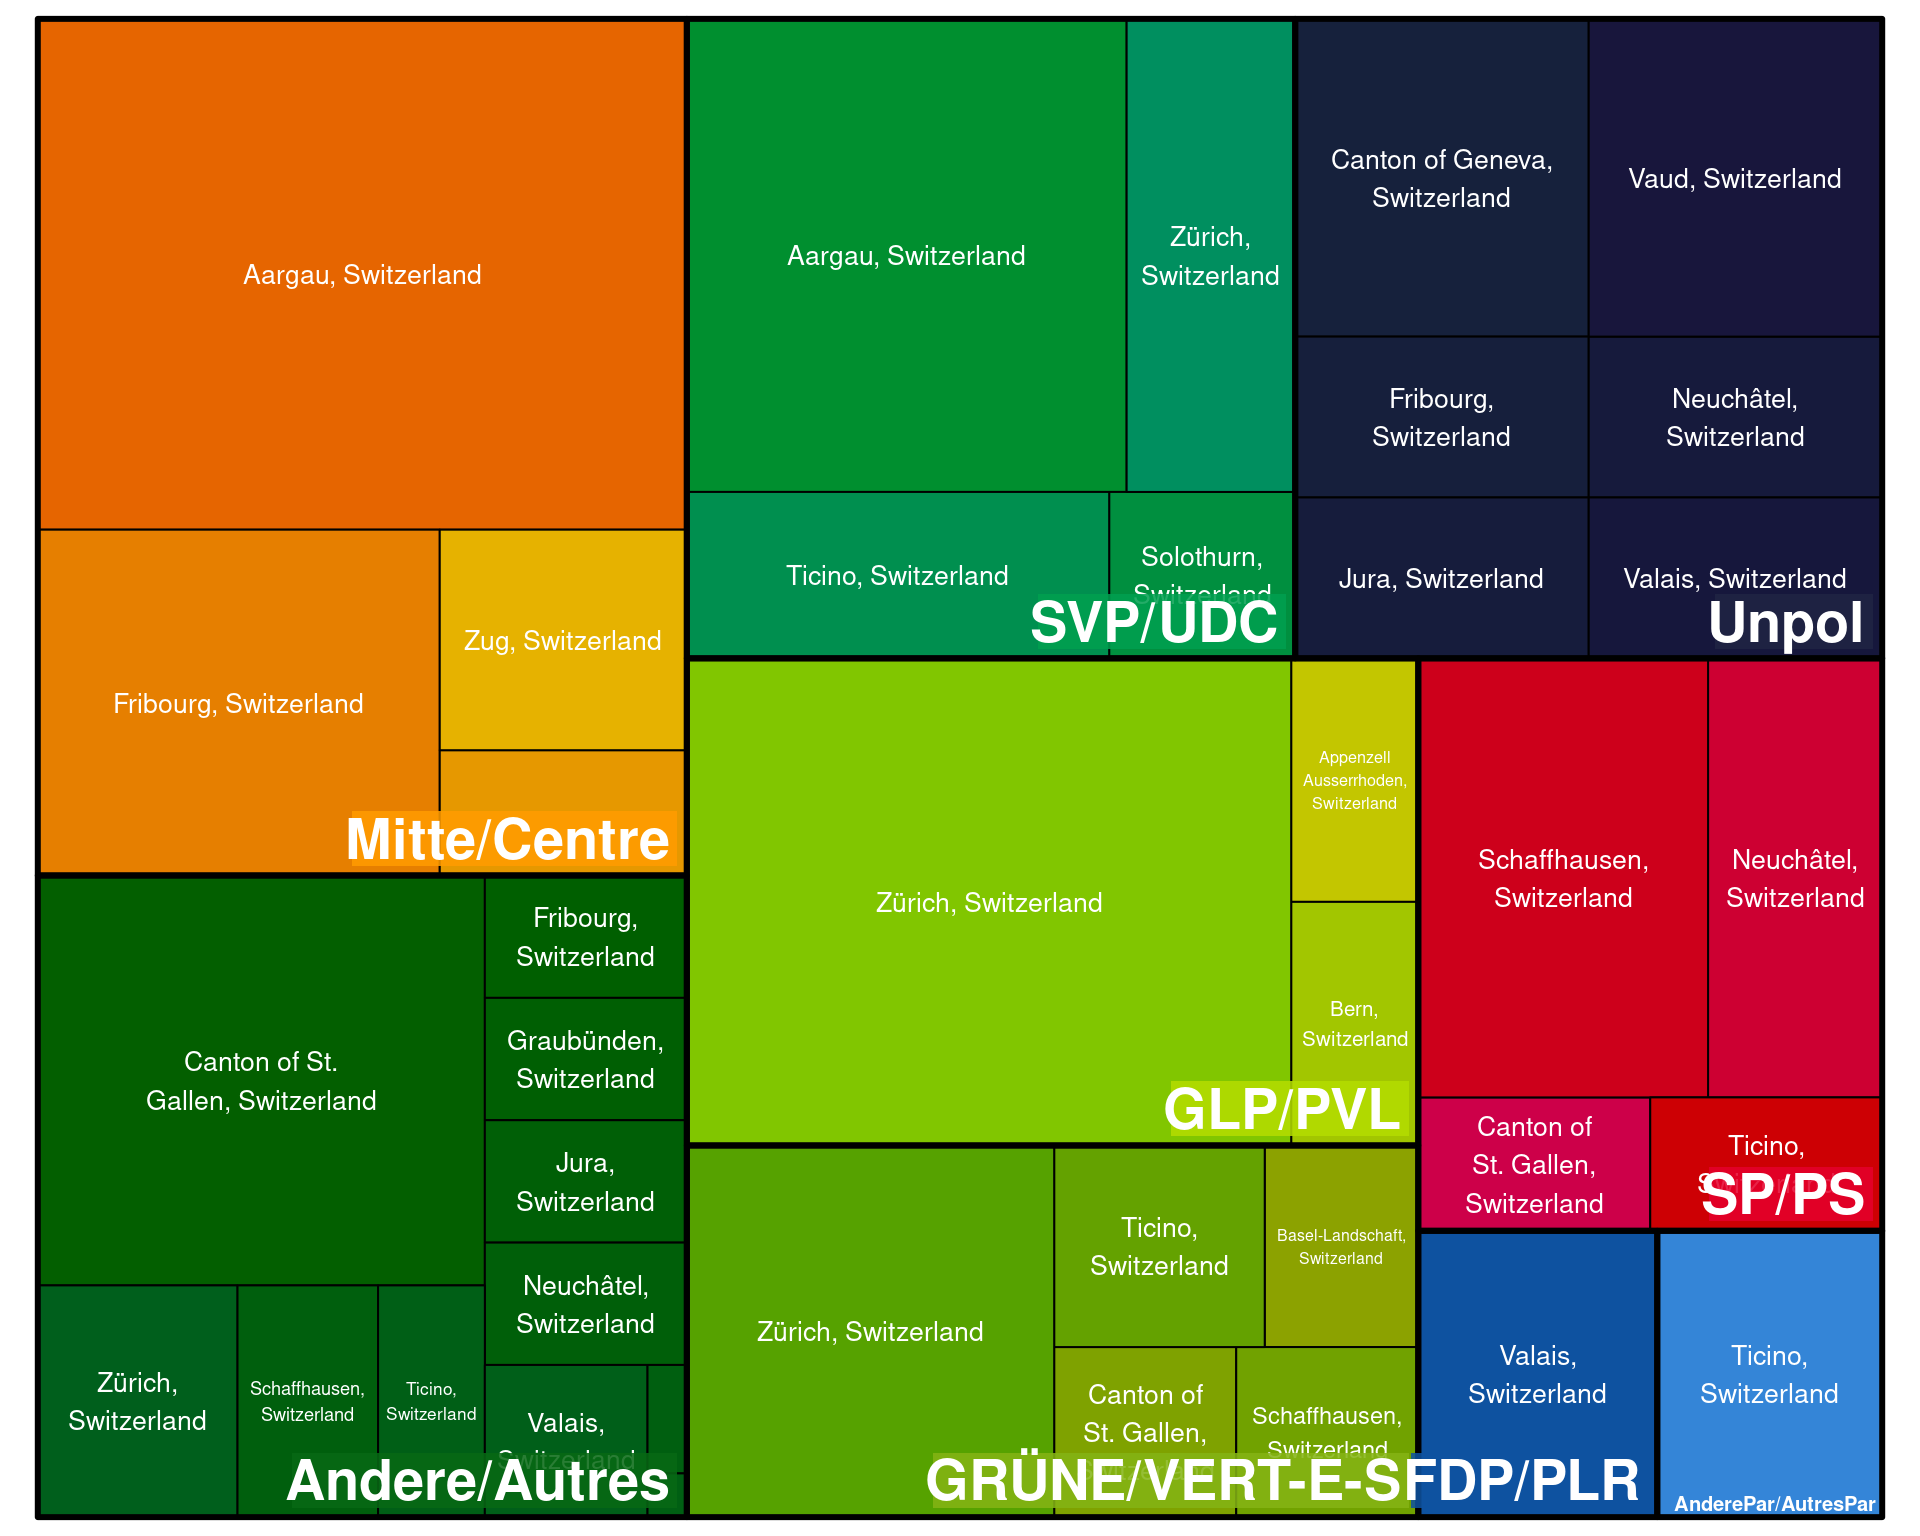 Aargau, Switzerland
Fribourg, Switzerland
Zug, Switzerland
Mitte/Centre
Canton of St.
Gallen, Switzerland
Fribourg,
Switzerland
Graubünden,
Switzerland
Jura,
Switzerland
Neuchâtel,
Switzerland
Zürich,
Switzerland
Schaffhausen,
Switzerland
Ticino,
Switzerland
Valais,
Switzerland
Andere/Autres
Aargau, Switzerland
Zürich,
Switzerland
Ticino, Switzerland
Solothurn,
Switzerland
SVP/UDC
Canton of Geneva,
Switzerland
Vaud, Switzerland
Fribourg,
Switzerland
Neuchâtel,
Switzerland
Jura, Switzerland
Valais, Switzerland
Unpol
Zürich, Switzerland
Appenzell
Ausserrhoden,
Switzerland
Bern,
Switzerland
GLP/PVL
Schaffhausen,
Switzerland
Neuchâtel,
Switzerland
Canton of
St. Gallen,
Switzerland
Ticino,
SP/PS
Zürich, Switzerland
Ticino,
Switzerland
Basel-Landschaft,
Switzerland
Canton of
St. Gallen,
Switzerland
Schaffhausen,
Switzerland
GRÜNE/VERT-E-S
Valais,
Switzerland
FDP/PLR
Ticino,
Switzerland
AnderePar/AutresPar